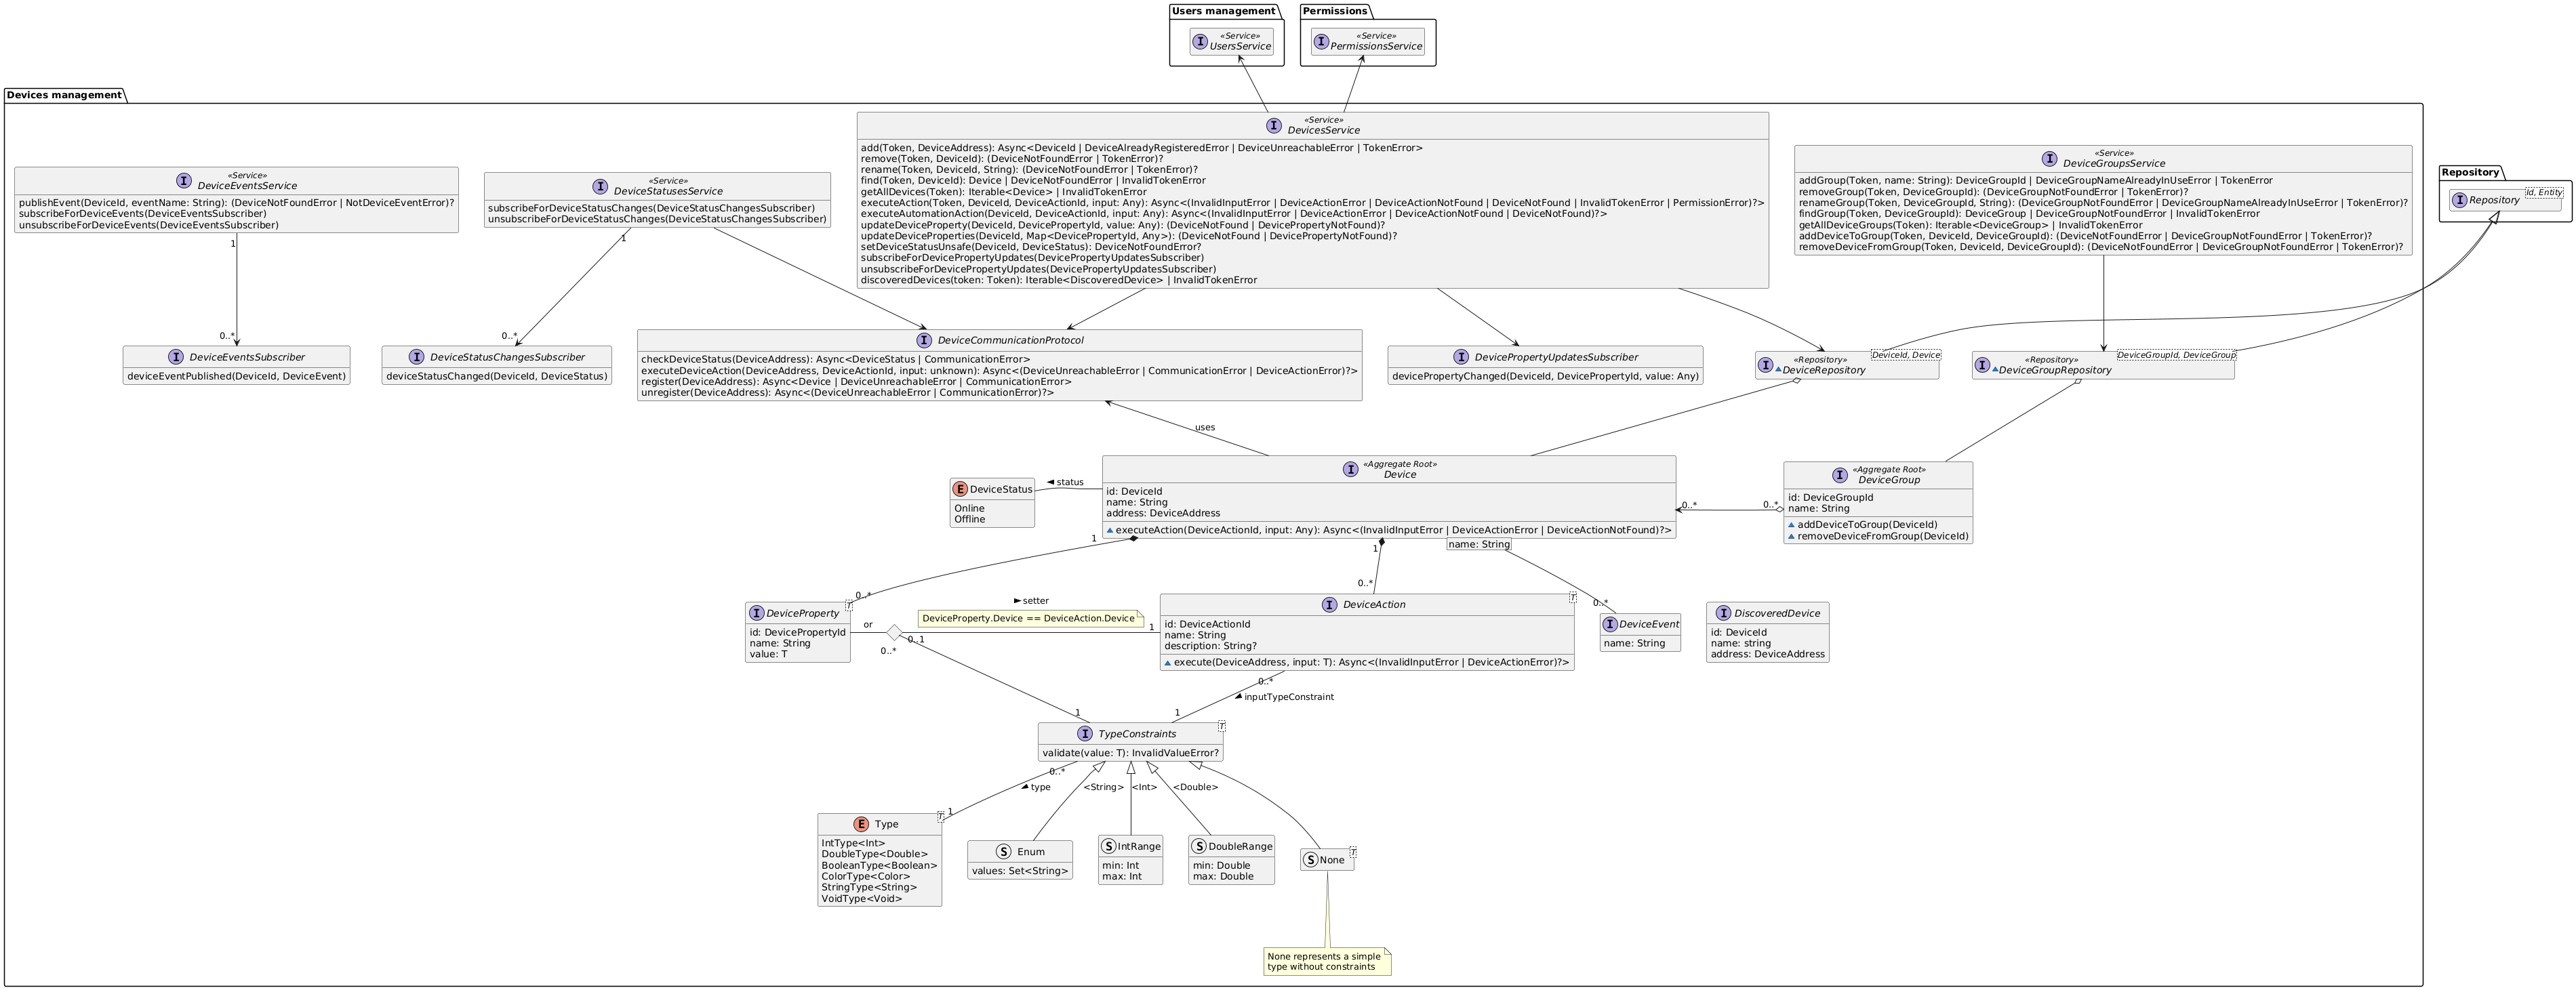 Users management
«Service»
UsersService
Permissions
«Service»
PermissionsService
Devices management
«Service»
DevicesService
add(Token, DeviceAddress): Async<DeviceId | DeviceAlreadyRegisteredError | DeviceUnreachableError | TokenError>
remove(Token, DeviceId): (DeviceNotFoundError | TokenError)?
rename(Token, DeviceId, String): (DeviceNotFoundError | TokenError)?
find(Token, DeviceId): Device | DeviceNotFoundError | InvalidTokenError
getAllDevices(Token): Iterable<Device> | InvalidTokenError
executeAction(Token, DeviceId, DeviceActionId, input: Any): Async<(InvalidInputError | DeviceActionError | DeviceActionNotFound | DeviceNotFound | InvalidTokenError | PermissionError)?>
executeAutomationAction(DeviceId, DeviceActionId, input: Any): Async<(InvalidInputError | DeviceActionError | DeviceActionNotFound | DeviceNotFound)?>
updateDeviceProperty(DeviceId, DevicePropertyId, value: Any): (DeviceNotFound | DevicePropertyNotFound)?
updateDeviceProperties(DeviceId, Map<DevicePropertyId, Any>): (DeviceNotFound | DevicePropertyNotFound)?
setDeviceStatusUnsafe(DeviceId, DeviceStatus): DeviceNotFoundError?
subscribeForDevicePropertyUpdates(DevicePropertyUpdatesSubscriber)
unsubscribeForDevicePropertyUpdates(DevicePropertyUpdatesSubscriber)
discoveredDevices(token: Token): Iterable<DiscoveredDevice> | InvalidTokenError
«Service»
DeviceEventsService
publishEvent(DeviceId, eventName: String): (DeviceNotFoundError | NotDeviceEventError)?
subscribeForDeviceEvents(DeviceEventsSubscriber)
unsubscribeForDeviceEvents(DeviceEventsSubscriber)
«Service»
DeviceStatusesService
subscribeForDeviceStatusChanges(DeviceStatusChangesSubscriber)
unsubscribeForDeviceStatusChanges(DeviceStatusChangesSubscriber)
«Service»
DeviceGroupsService
addGroup(Token, name: String): DeviceGroupId | DeviceGroupNameAlreadyInUseError | TokenError
removeGroup(Token, DeviceGroupId): (DeviceGroupNotFoundError | TokenError)?
renameGroup(Token, DeviceGroupId, String): (DeviceGroupNotFoundError | DeviceGroupNameAlreadyInUseError | TokenError)?
findGroup(Token, DeviceGroupId): DeviceGroup | DeviceGroupNotFoundError | InvalidTokenError
getAllDeviceGroups(Token): Iterable<DeviceGroup> | InvalidTokenError
addDeviceToGroup(Token, DeviceId, DeviceGroupId): (DeviceNotFoundError | DeviceGroupNotFoundError | TokenError)?
removeDeviceFromGroup(Token, DeviceId, DeviceGroupId): (DeviceNotFoundError | DeviceGroupNotFoundError | TokenError)?
Repository
Repository
Id, Entity
1
0..*
1
0..*
DeviceEventsSubscriber
deviceEventPublished(DeviceId, DeviceEvent)
DeviceStatusChangesSubscriber
deviceStatusChanged(DeviceId, DeviceStatus)
DeviceCommunicationProtocol
checkDeviceStatus(DeviceAddress): Async<DeviceStatus | CommunicationError>
executeDeviceAction(DeviceAddress, DeviceActionId, input: unknown): Async<(DeviceUnreachableError | CommunicationError | DeviceActionError)?>
register(DeviceAddress): Async<Device | DeviceUnreachableError | CommunicationError>
unregister(DeviceAddress): Async<(DeviceUnreachableError | CommunicationError)?>
DevicePropertyUpdatesSubscriber
devicePropertyChanged(DeviceId, DevicePropertyId, value: Any)
«Repository»
DeviceRepository
DeviceId, Device
«Repository»
DeviceGroupRepository
DeviceGroupId, DeviceGroup
uses
«Aggregate Root»
Device
id: DeviceId
name: String
address: DeviceAddress
executeAction(DeviceActionId, input: Any): Async<(InvalidInputError | DeviceActionError | DeviceActionNotFound)?>
name: String
status
DeviceStatus
Online
Offline
0..*
0..*
«Aggregate Root»
DeviceGroup
id: DeviceGroupId
name: String
addDeviceToGroup(DeviceId)
removeDeviceFromGroup(DeviceId)
1
0..*
1
0..*
0..*
DeviceProperty
T
id: DevicePropertyId
name: String
value: T
or
setter
DeviceProperty.Device == DeviceAction.Device
0..1
1
0..*
DeviceAction
T
id: DeviceActionId
name: String
description: String?
execute(DeviceAddress, input: T): Async<(InvalidInputError | DeviceActionError)?>
DeviceEvent
name: String
DiscoveredDevice
id: DeviceId
name: string
address: DeviceAddress
0..*
inputTypeConstraint
1
1
TypeConstraints
T
validate(value: T): InvalidValueError?
0..*
type
1
<String>
<Int>
<Double>
Type
T
IntType<Int>
DoubleType<Double>
BooleanType<Boolean>
ColorType<Color>
StringType<String>
VoidType<Void>
Enum
values: Set<String>
IntRange
min: Int
max: Int
DoubleRange
min: Double
max: Double
None
T
None represents a simple
type without constraints